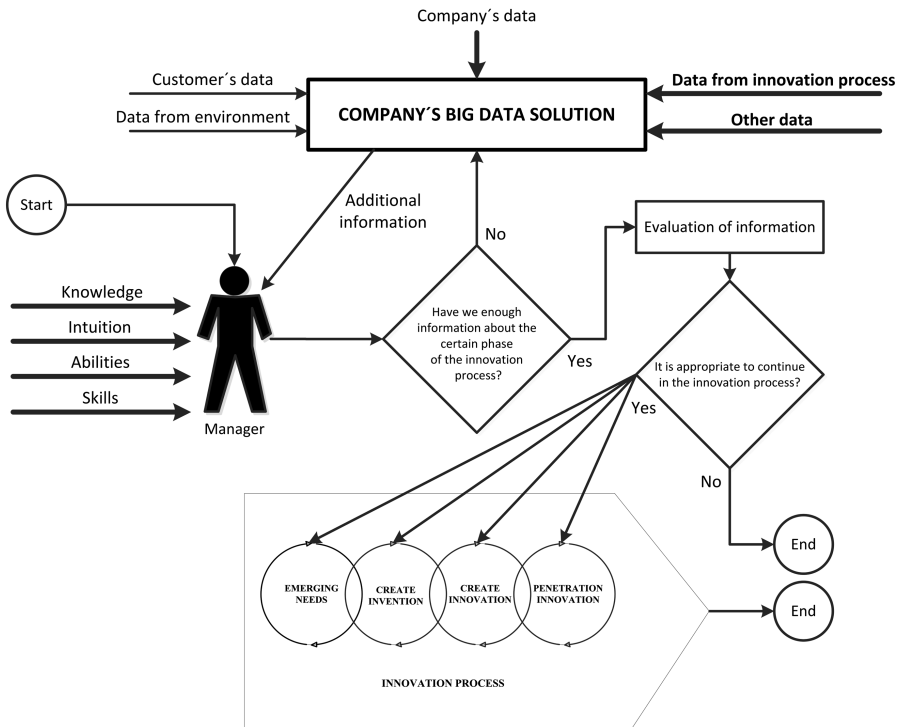 Company´s data
Customer´s data
Data from innovation process
COMPANY´S BIG DATA SOLUTION
Data from environment
Other data
Start
Additional
information
No
Evaluation of information
Knowledge
Intuition
Abilities
Skills
Manager
Have we enough
information about the
certain phase
of the innovation
process?
Yes
It is appropriate to continue
in the innovation process?
Yes
No
End
EMERGING
NEEDS
CREATE
INVENTION
CREATE
INNOVATION
PENETRATION
INNOVATION
End
INNOVATION PROCESS